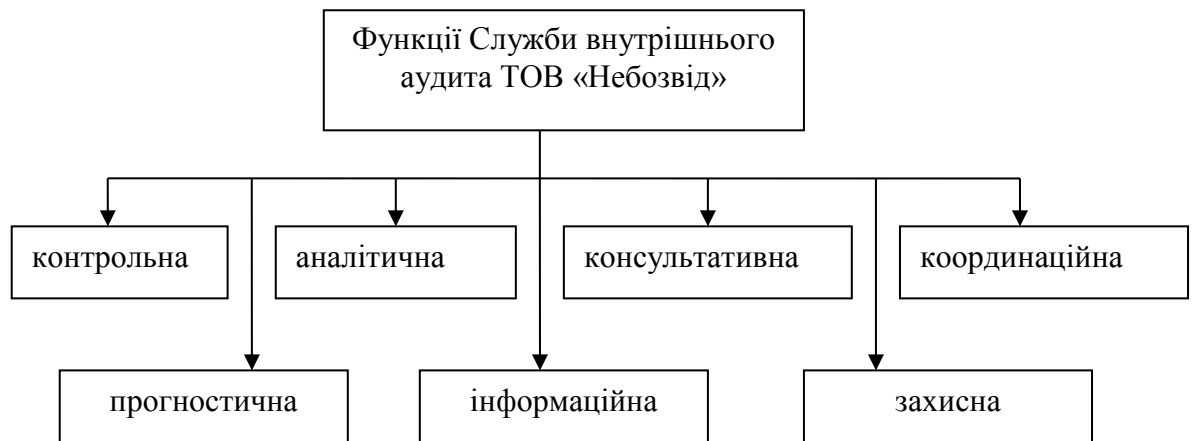 Функції Служби внутрішнього
аудита ТОВ «Небозвід»
контрольна
аналітична
консультативна
координаційна
прогностична
інформаційна
захисна